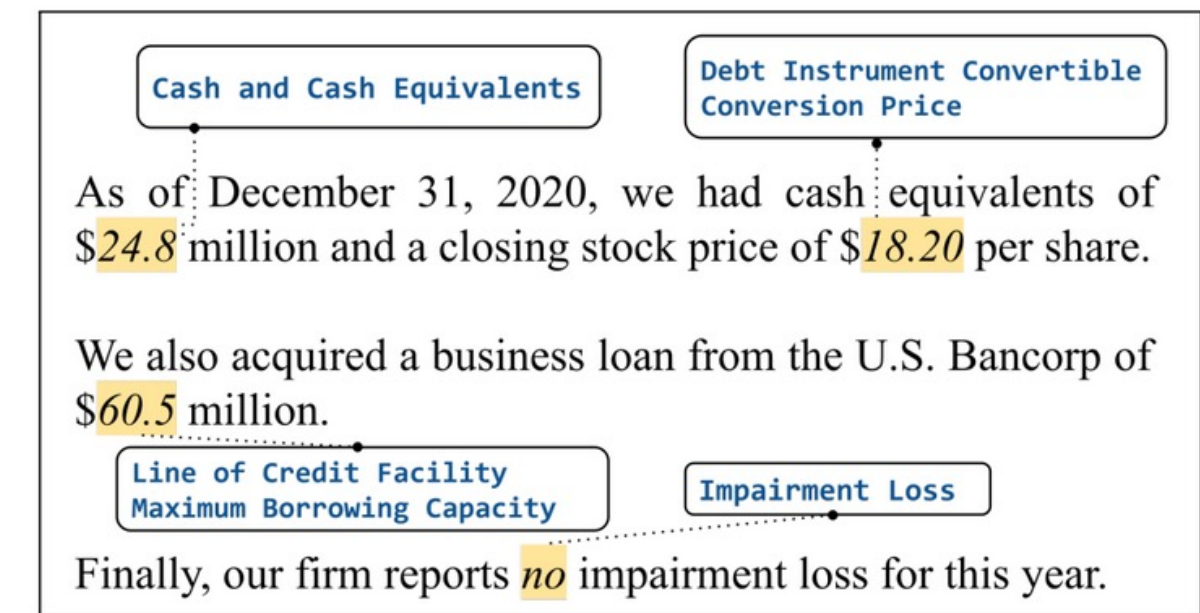 Cash and Cash Equivalents
Debt Instrument Convertible
Conversion Price
As of December 31, 2020, we had cash equivalents of
$24.8 million and a closing stock price of $18.20 per share.
We also acquired a business loan from the U.S. Bancorp of
$60.5 million.
Line of Credit Facility
Maximum Borrowing Capacity
Impairment Loss
Finally, our firm reports no impairment loss for this year.